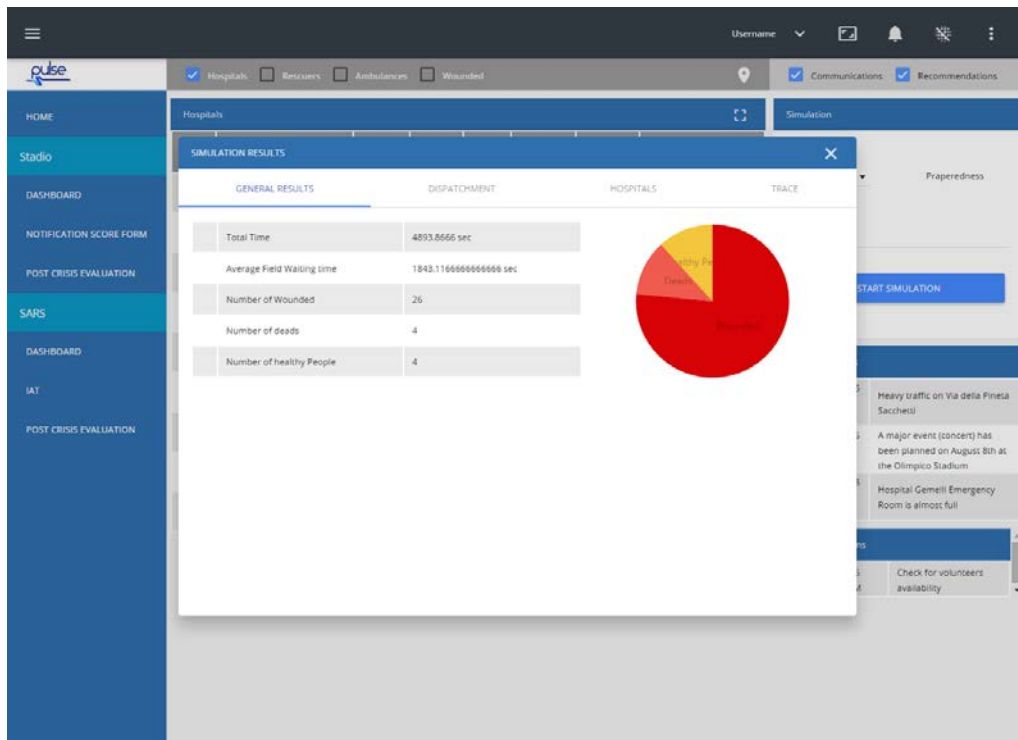 Username
pulse
Hospitals Rescuers Ambulances Wounded
Communications Recommendations
HOME
Stadio
DASHBOARD
NOTIFICATION SCORE FORM
POST CRISIS EVALUATION
SARS
DASHBOARD
IAT
POST CRISIS EVALUATION
Hospitals
Simulation
SIMULATION RESULTS
GENERAL RESULTS DISPATCHMENT HOSPITALS TRACE
Total Time 4893.8666 sec
Average Field Waiting time 1843.1166666666666 sec
Number of Wounded 26
Number of deads 4
Number of healthy People 4
Deads
Wounded
Praperedness
START SIMULATION
Heavy traffic on Via della Pineta
Sacchetti
A major event (concert) has
been planned on August 8th at
the Olimpico Stadium
Hospital Gemelli Emergency
Room is almost full
ns
Check for volunteers
availability